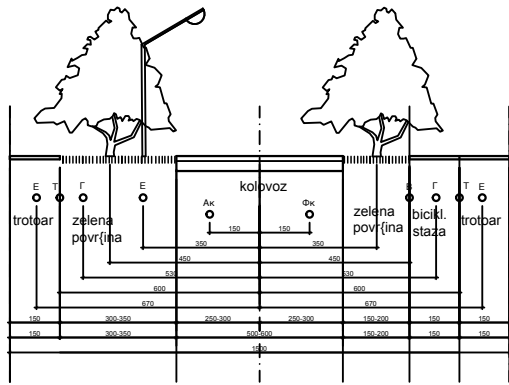 E T Г E Ак Фк В Г T E
kolovoz
trotoar
zelena
povr{ina
zelena
povr{ina
bicikl.
staza
trotoar
150 150
350 350
450 450
530 530
600 600
670 670
150 300-350 250-300 250-300 150-200 150 150
150 300-350 500-600 150-200 150 150
1500